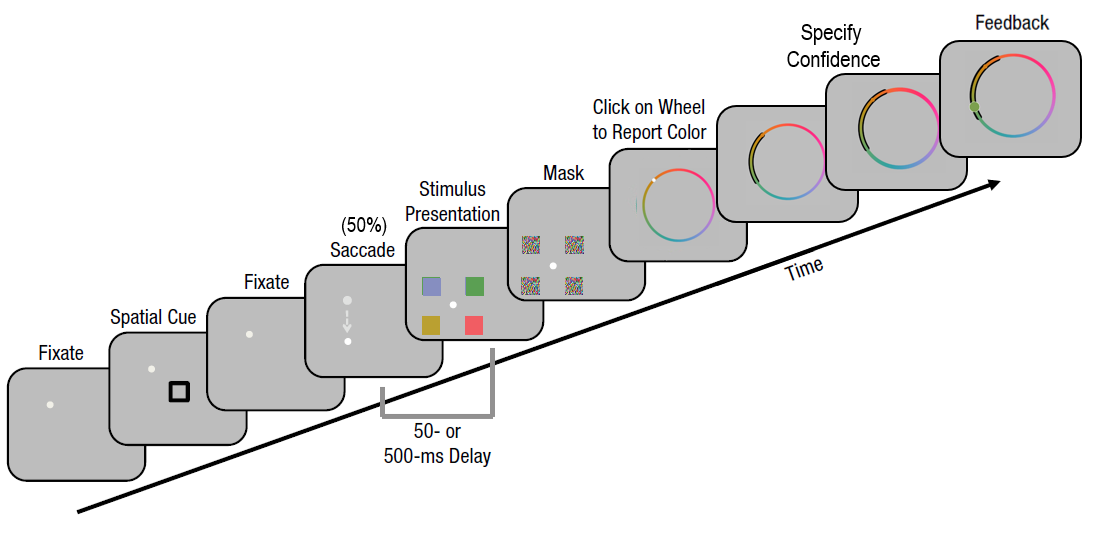 Fixate
Spatial Cue
Fixate
(50%)
Saccade
Stimulus
Presentation
Mask
Click on Wheel
to Report Color
Specify
Confidence
Feedback
50- or
500-ms Delay
Time